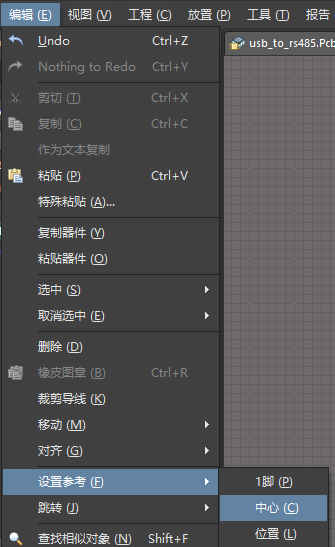 编辑 (E) 视图 (V) 工程 (C) 放置 (P) 工具 (T) 报告
usb_to_rs485.Pcb
Undo Ctrl+Z
Nothing to Redo Ctrl+Y
剪切 (T) Ctrl+X
复制 (C) Ctrl+C
作为文本复制
粘贴 (P) Ctrl+V
特殊粘贴 (A)...
复制器件 (Y)
粘贴器件 (O)
选中 (S)
取消选中 (E)
删除 (D)
橡皮图章 (B) Ctrl+R
裁剪导线 (K)
移动 (M)
对齐 (G)
设置参考 (F)
1脚 (P)
跳转 (J)
中心 (C)
位置 (L)
查找相似对象 (N) Shift+F